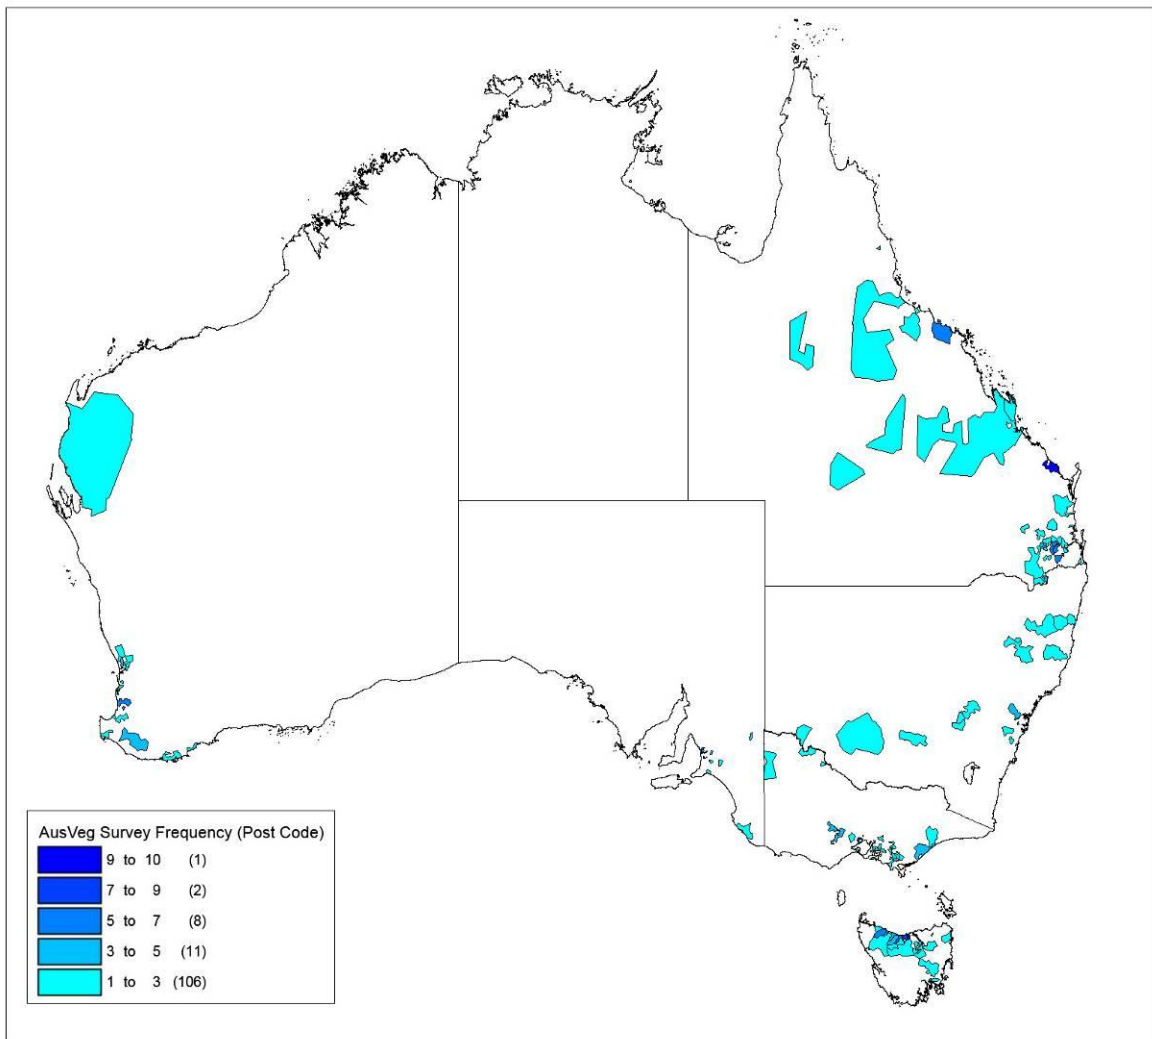 AusVeg Survey Frequency (Post Code)
9 to 10 (1)
7 to 9 (2)
5 to 7 (8)
3 to 5 (11)
1 to 3 (106)